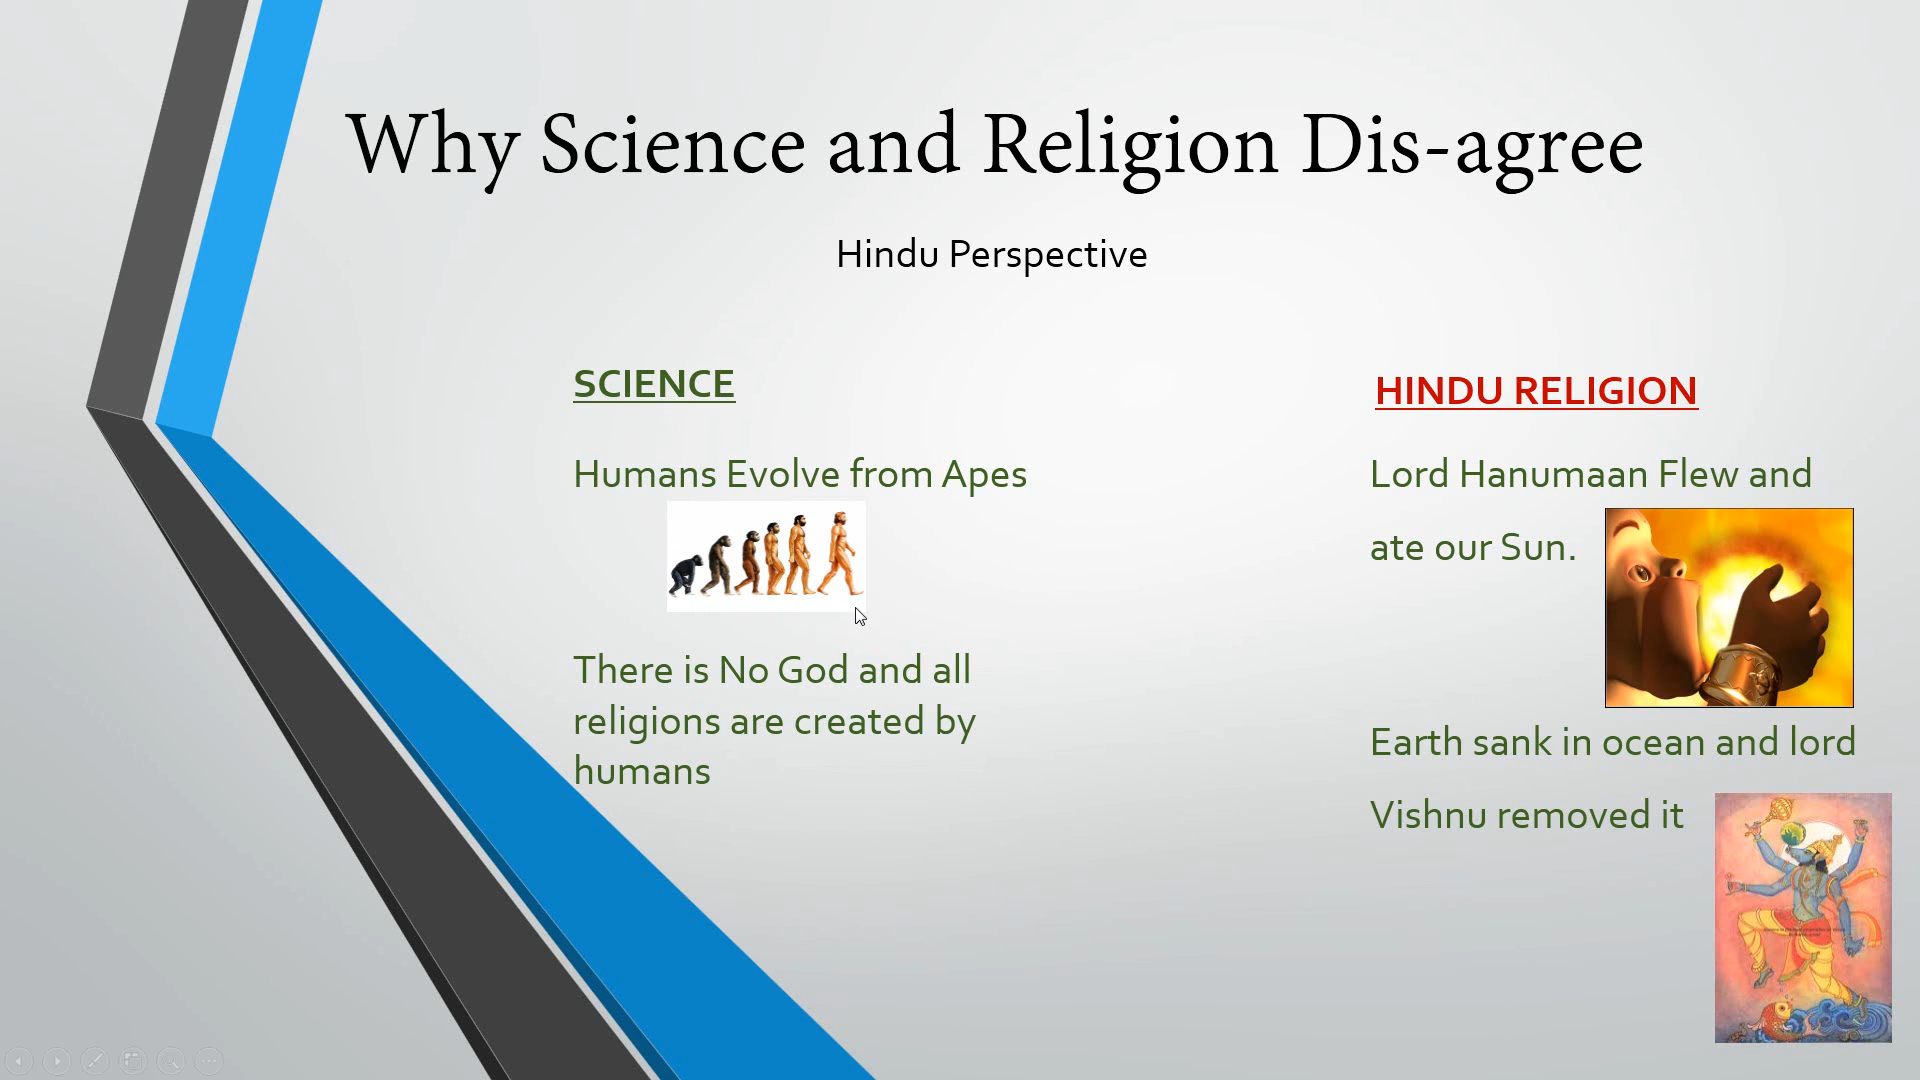 Why Science and Religion Dis-agree
Hindu Perspective
SCIENCE
Humans Evolve from Apes
There is No God and all
religions are created by
humans
HINDU RELIGION
Lord Hanumaan Flew and
ate our Sun.
Earth sank in ocean and lord
Vishnu removed it